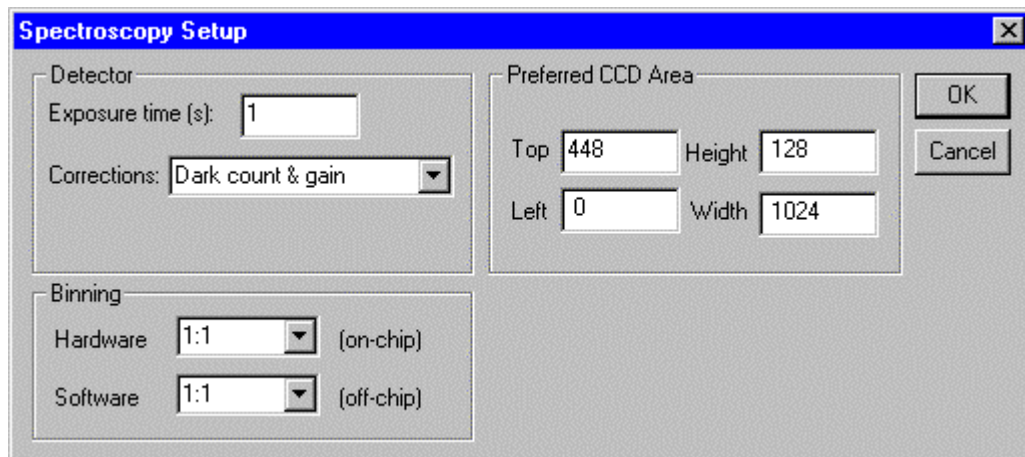 Spectroscopy Setup
Detector
Exposure time (s): 1
Corrections: Dark count & gain
Preferred CCD Area
Top 448 Height 128
Left 0 Width 1024
OK
Cancel
Binning
Hardware 1:1 (on-chip)
Software 1:1 (off-chip)